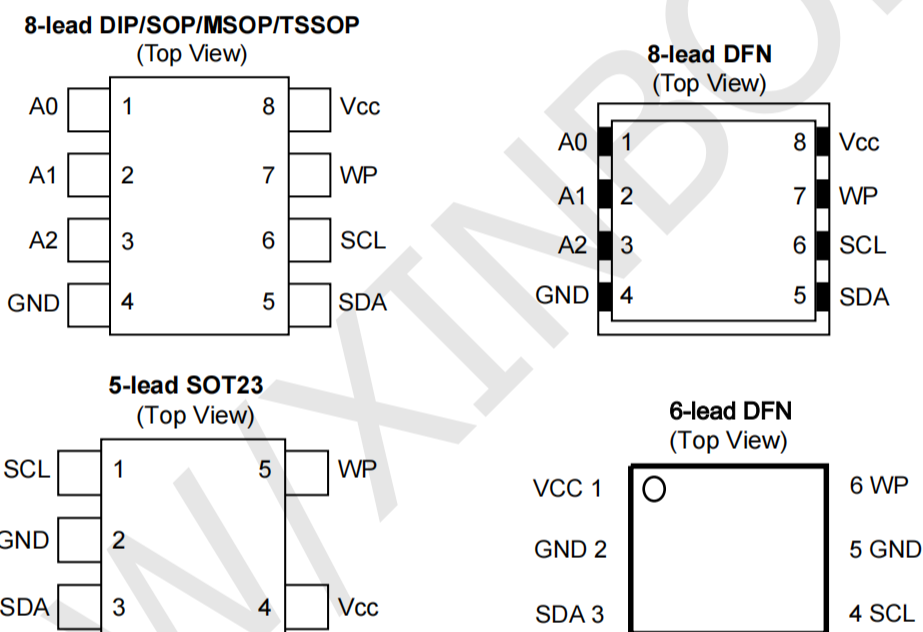 8-lead DIP/SOP/MSOP/TSSOP
(Top View)
A0 1 8 Vcc
A1 2 7 WP
A2 3 6 SCL
GND 4 5 SDA
8-lead DFN
(Top View)
A0 1 8 Vcc
A1 2 7 WP
A2 3 6 SCL
GND 4 5 SDA
5-lead SOT23
(Top View)
SCL 1 5 WP
GND 2
SDA 3 4 Vcc
6-lead DFN
(Top View)
VCC 1 6 WP
GND 2 5 GND
SDA 3 4 SCL